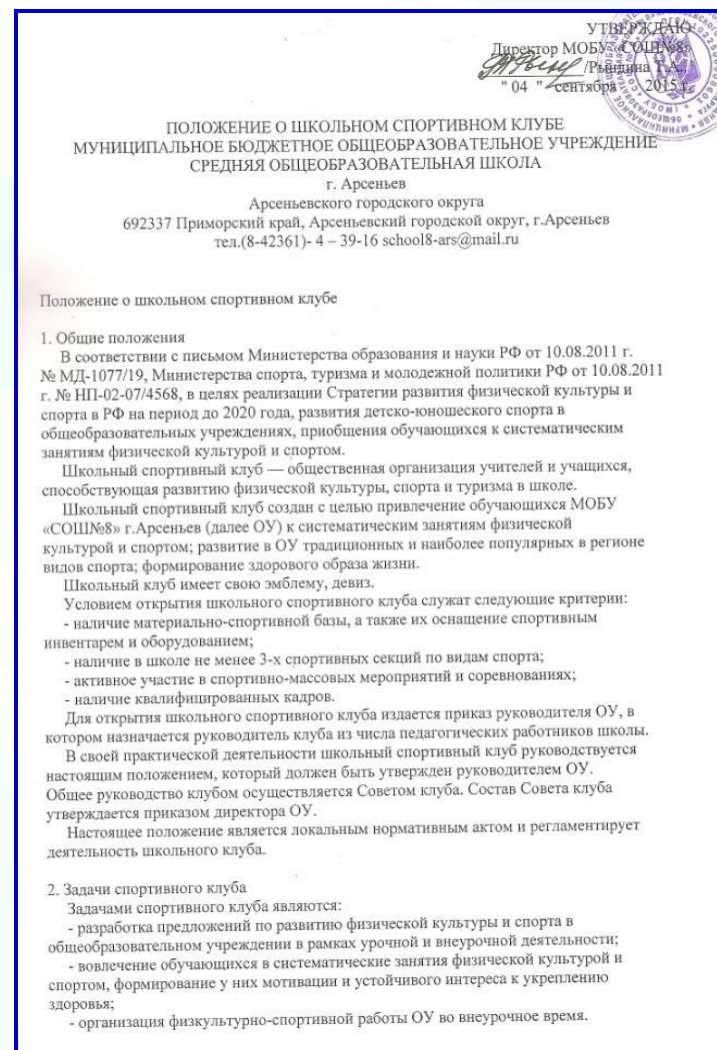 УТВЕРЖДАЮ
Директор МОБУ «СОШ№8»
/Рындина Т.А.
" 04 " сентября 2015 г.
ПОЛОЖЕНИЕ О ШКОЛЬНОМ СПОРТИВНОМ КЛУБЕ
МУНИЦИПАЛЬНОЕ БЮДЖЕТНОЕ ОБЩЕОБРАЗОВАТЕЛЬНОЕ УЧРЕЖДЕНИЕ
СРЕДНЯЯ ОБЩЕОБРАЗОВАТЕЛЬНАЯ ШКОЛА
г. Арсеньев
Арсеньевского городского округа
692337 Приморский край, Арсеньевский городской округ, г.Арсеньев
тел.(8-42361)- 4 – 39-16 school8-ars@mail.ru
Положение о школьном спортивном клубе
1. Общие положения
В соответствии с письмом Министерства образования и науки РФ от 10.08.2011 г.
№ МД-1077/19, Министерства спорта, туризма и молодежной политики РФ от 10.08.2011
г. № НП-02-07/4568, в целях реализации Стратегии развития физической культуры и
спорта в РФ на период до 2020 года, развития детско-юношеского спорта в
общеобразовательных учреждениях, приобщения обучающихся к систематическим
занятиям физической культурой и спортом.
Школьный спортивный клуб — общественная организация учителей и учащихся,
способствующая развитию физической культуры, спорта и туризма в школе.
Школьный спортивный клуб создан с целью привлечение обучающихся МОБУ
«СОШ№8» г.Арсеньев (далее ОУ) к систематическим занятиям физической
культурой и спортом; развитие в ОУ традиционных и наиболее популярных в регионе
видов спорта; формирование здорового образа жизни.
Школьный клуб имеет свою эмблему, девиз.
Условием открытия школьного спортивного клуба служат следующие критерии:
- наличие материально-спортивной базы, а также их оснащение спортивным
инвентарем и оборудованием;
- наличие в школе не менее 3-х спортивных секций по видам спорта;
- активное участие в спортивно-массовых мероприятий и соревнованиях;
- наличие квалифицированных кадров.
Для открытия школьного спортивного клуба издается приказ руководителя ОУ, в
котором назначается руководитель клуба из числа педагогических работников школы.
В своей практической деятельности школьный спортивный клуб руководствуется
настоящим положением, который должен быть утвержден руководителем ОУ.
Общее руководство клубом осуществляется Советом клуба. Состав Совета клуба
утверждается приказом директора ОУ.
Настоящее положение является локальным нормативным актом и регламентирует
деятельность школьного клуба.
2. Задачи спортивного клуба
Задачами спортивного клуба являются:
- разработка предложений по развитию физической культуры и спорта в
общеобразовательном учреждении в рамках урочной и внеурочной деятельности;
- вовлечение обучающихся в систематические занятия физической культурой и
спортом, формирование у них мотивации и устойчивого интереса к укреплению
здоровья;
- организация физкультурно-спортивной работы ОУ во внеурочное время.